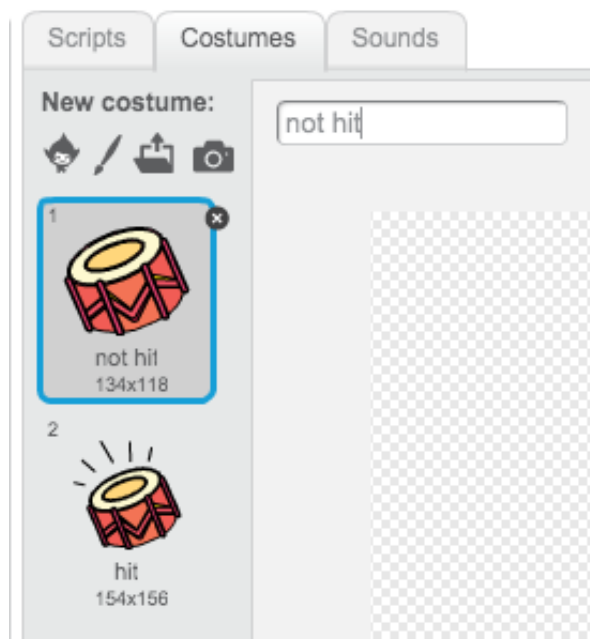 Scripts Costumes Sounds
New costume:
not hit
1
not hit
134x118
2
hit
154x156